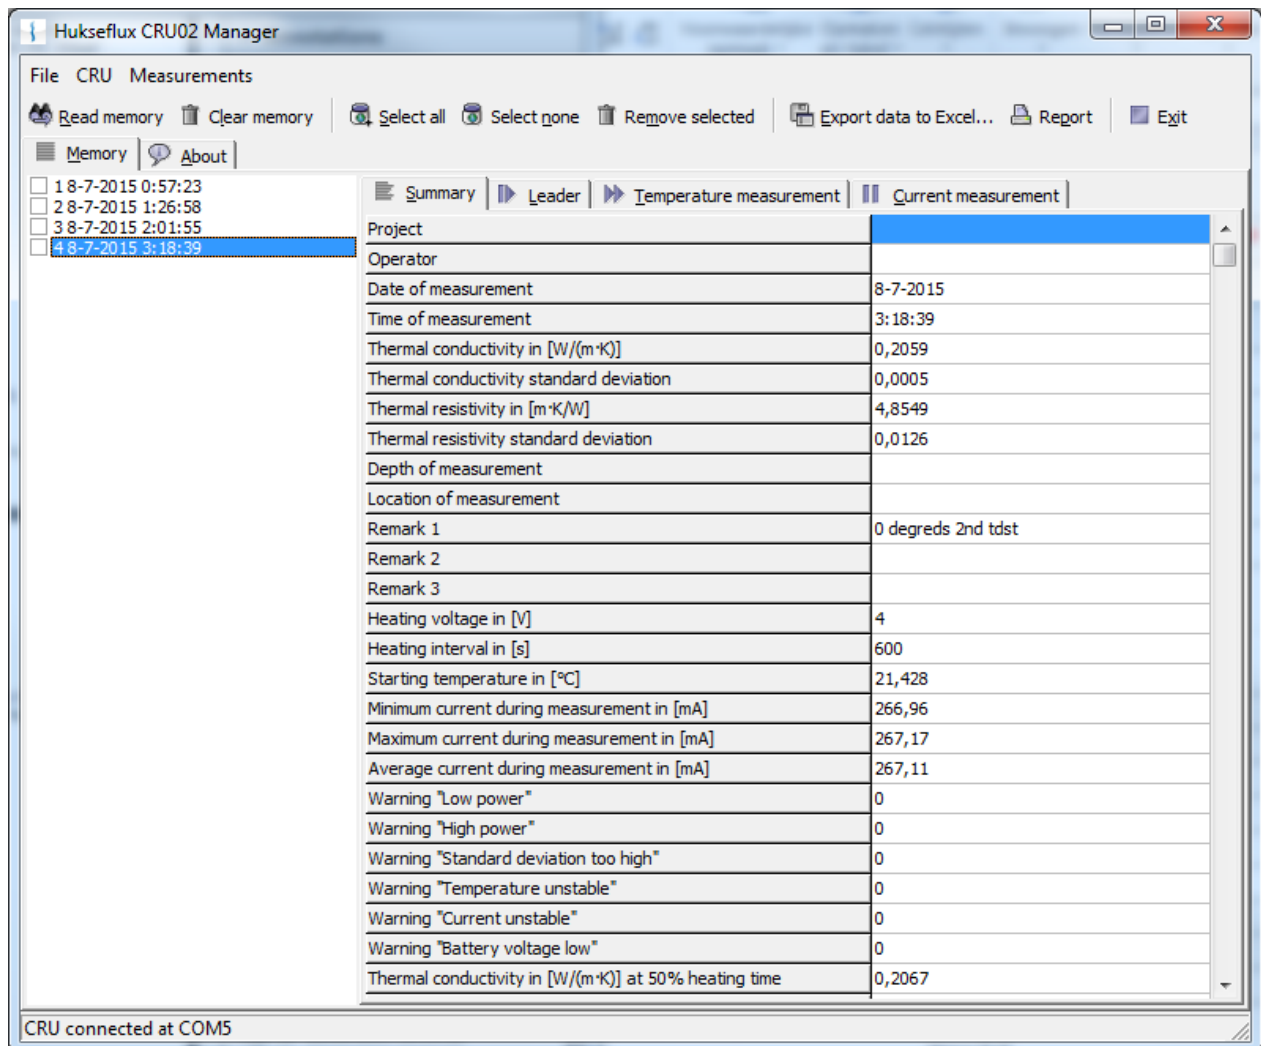 Hukseflux CRU02 Manager
File CRU Measurements
Read memory Clear memory Select all Select none Remove selected Export data to Excel... Report Exit
Memory About
1 8-7-2015 0:57:23
2 8-7-2015 1:26:58
3 8-7-2015 2:01:55
4 8-7-2015 3:18:39
Summary Leader Temperature measurement Current measurement
Project
Operator
Date of measurement 8-7-2015
Time of measurement 3:18:39
Thermal conductivity in [W/(m·K)] 0,2059
Thermal conductivity standard deviation 0,0005
Thermal resistivity in [m·K/W] 4,8549
Thermal resistivity standard deviation 0,0126
Depth of measurement
Location of measurement
Remark 1 0 degreds 2nd tdst
Remark 2
Remark 3
Heating voltage in [V] 4
Heating interval in [s] 600
Starting temperature in [°C] 21,428
Minimum current during measurement in [mA] 266,96
Maximum current during measurement in [mA] 267,17
Average current during measurement in [mA] 267,11
Warning "Low power" 0
Warning "High power" 0
Warning "Standard deviation too high" 0
Warning "Temperature unstable" 0
Warning "Current unstable" 0
Warning "Battery voltage low" 0
Thermal conductivity in [W/(m·K)] at 50% heating time 0,2067
CRU connected at COM5